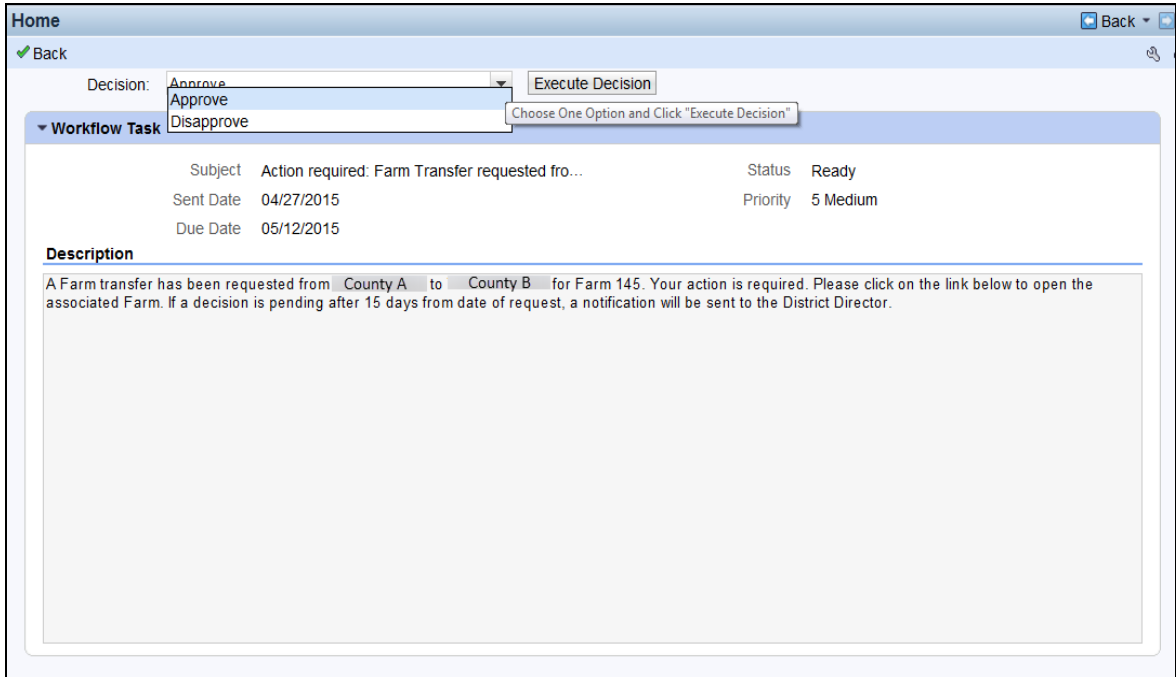 Home
Back
Back
Decision: Approve Execute Decision
Approve
Disapprove
Choose One Option and Click "Execute Decision"
Workflow Task
Subject Action required: Farm Transfer requested fro... Status Ready
Sent Date 04/27/2015 Priority 5 Medium
Due Date 05/12/2015
Description
A Farm transfer has been requested from County A to County B for Farm 145. Your action is required. Please click on the link below to open the
associated Farm. If a decision is pending after 15 days from date of request, a notification will be sent to the District Director.